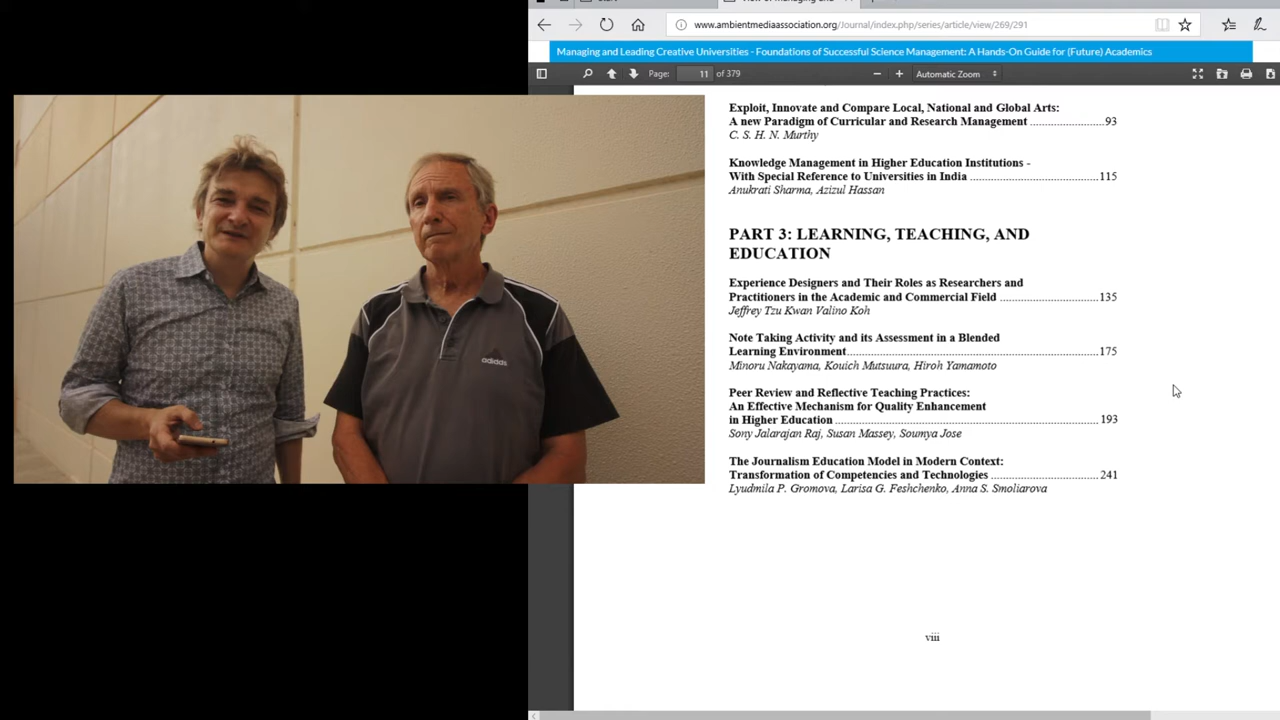 www.ambientmediaassociation.org/Journal/index.php/series/article/view/269/291
Managing and Leading Creative Universities - Foundations of Successful Science Management: A Hands-On Guide for (Future) Academics
Page: 11 of 379
Automatic Zoom
Exploit, Innovate and Compare Local, National and Global Arts:
A new Paradigm of Curricular and Research Management ........................93
C. S. H. N. Murthy
Knowledge Management in Higher Education Institutions -
With Special Reference to Universities in India .........................................115
Anukrati Sharma, Azizul Hassan
PART 3: LEARNING, TEACHING, AND
EDUCATION
Experience Designers and Their Roles as Researchers and
Practitioners in the Academic and Commercial Field ...............................135
Jeffrey Tzu Kwan Valino Koh
Note Taking Activity and its Assessment in a Blended
Learning Environment................................................................................175
Minoru Nakayama, Kouich Mutsuura, Hiroh Yamamoto
Peer Review and Reflective Teaching Practices:
An Effective Mechanism for Quality Enhancement
in Higher Education ...................................................................................193
Sony Jalarajan Raj, Susan Massey, Soumya Jose
The Journalism Education Model in Modern Context:
Transformation of Competencies and Technologies ..................................241
Lyudmila P. Gromova, Larisa G. Feshchenko, Anna S. Smoliarova
viii
adidas